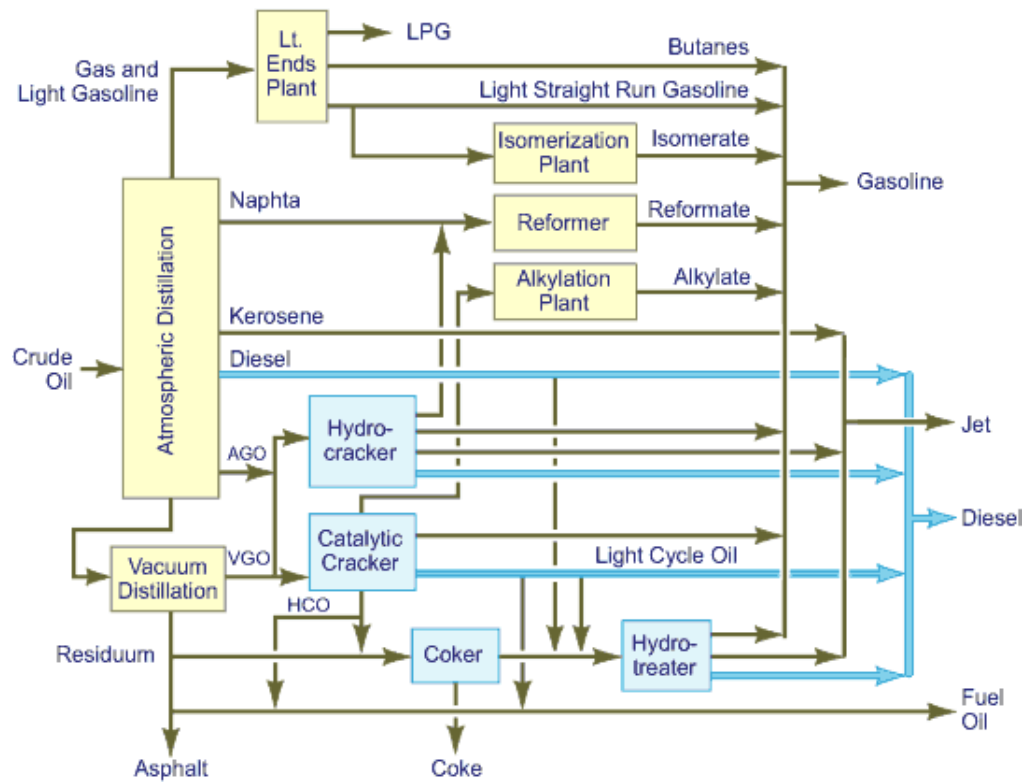 Lt.
Ends
Plant
LPG
Butanes
Gas and
Light Gasoline
Light Straight Run Gasoline
Isomerization
Plant
Isomerate
Gasoline
Naphta
Reformer
Reformate
Alkylation
Plant
Alkylate
Atmospheric Distillation
Kerosene
Crude
Oil
Diesel
Hydro-
cracker
Jet
AGO
Catalytic
Cracker
Diesel
VGO
Vacuum
Distillation
Light Cycle Oil
HCO
Residuum
Coker
Hydro-
treater
Fuel
Oil
Asphalt
Coke